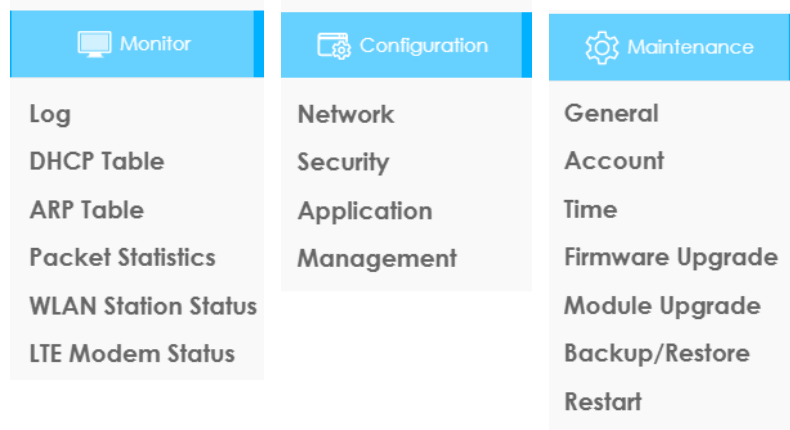 Monitor
Log
DHCP Table
ARP Table
Packet Statistics
WLAN Station Status
LTE Modem Status
Configuration
Network
Security
Application
Management
Maintenance
General
Account
Time
Firmware Upgrade
Module Upgrade
Backup/Restore
Restart